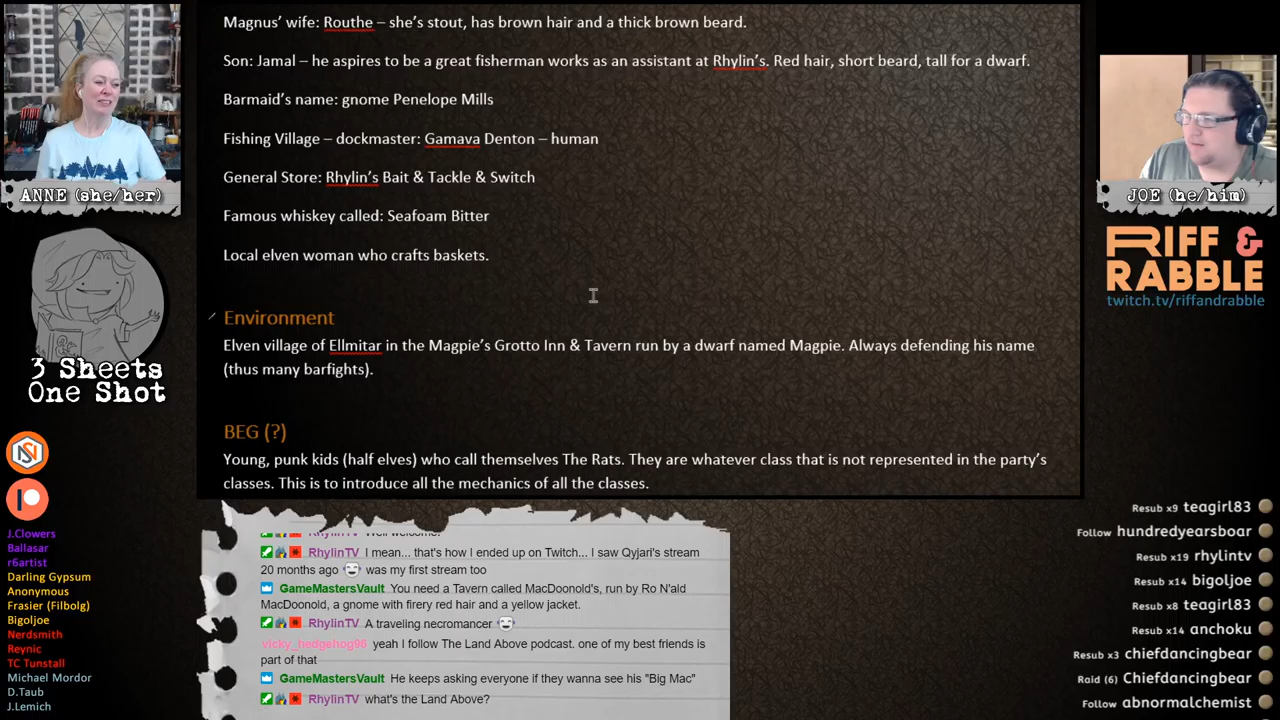 Magnus' wife: Routhe – she's stout, has brown hair and a thick brown beard.
Son: Jamal – he aspires to be a great fisherman works as an assistant at Rhylin's. Red hair, short beard, tall for a dwarf.
Barmaid's name: gnome Penelope Mills
Fishing Village – dockmaster: Gamava Denton – human
General Store: Rhylin's Bait & Tackle & Switch
Famous whiskey called: Seafoam Bitter
Local elven woman who crafts baskets.
Environment
Elven village of Ellmitar in the Magpie's Grotto Inn & Tavern run by a dwarf named Magpie. Always defending his name
(thus many barfights).
BEG (?)
Young, punk kids (half elves) who call themselves The Rats. They are whatever class that is not represented in the party's
classes. This is to introduce all the mechanics of all the classes.
ANNE (she/her)
3 Sheets
One Shot
J.Clowers
Ballasar
r6artist
Darling Gypsum
Anonymous
Frasier (Filbolg)
Bigoljoe
Nerdsmith
Reynic
TC Tunstall
Michael Mordor
D.Taub
J.Lemich
RhylinTV I mean... that's how I ended up on Twitch... I saw Qyjari's stream
20 months ago was my first stream too
GameMastersVault You need a Tavern called MacDoonold's, run by Ro N'ald
MacDoonold, a gnome with firery red hair and a yellow jacket.
RhylinTV A traveling necromancer
vicky_hedgehog96 yeah I follow The Land Above podcast. one of my best friends is
part of that
GameMastersVault He keeps asking everyone if they wanna see his "Big Mac"
RhylinTV what's the Land Above?
JOE (he/him)
RIFF &
RABBLE
twitch.tv/riffandrabble
Resub x9 teagirl83
Follow hundredyearsboar
Resub x19 rhylintv
Resub x14 bigoljoe
Resub x8 teagirl83
Resub x14 anchoku
Resub x3 chiefdancingbear
Raid (6) Chiefdancingbear
Follow abnormalchemist